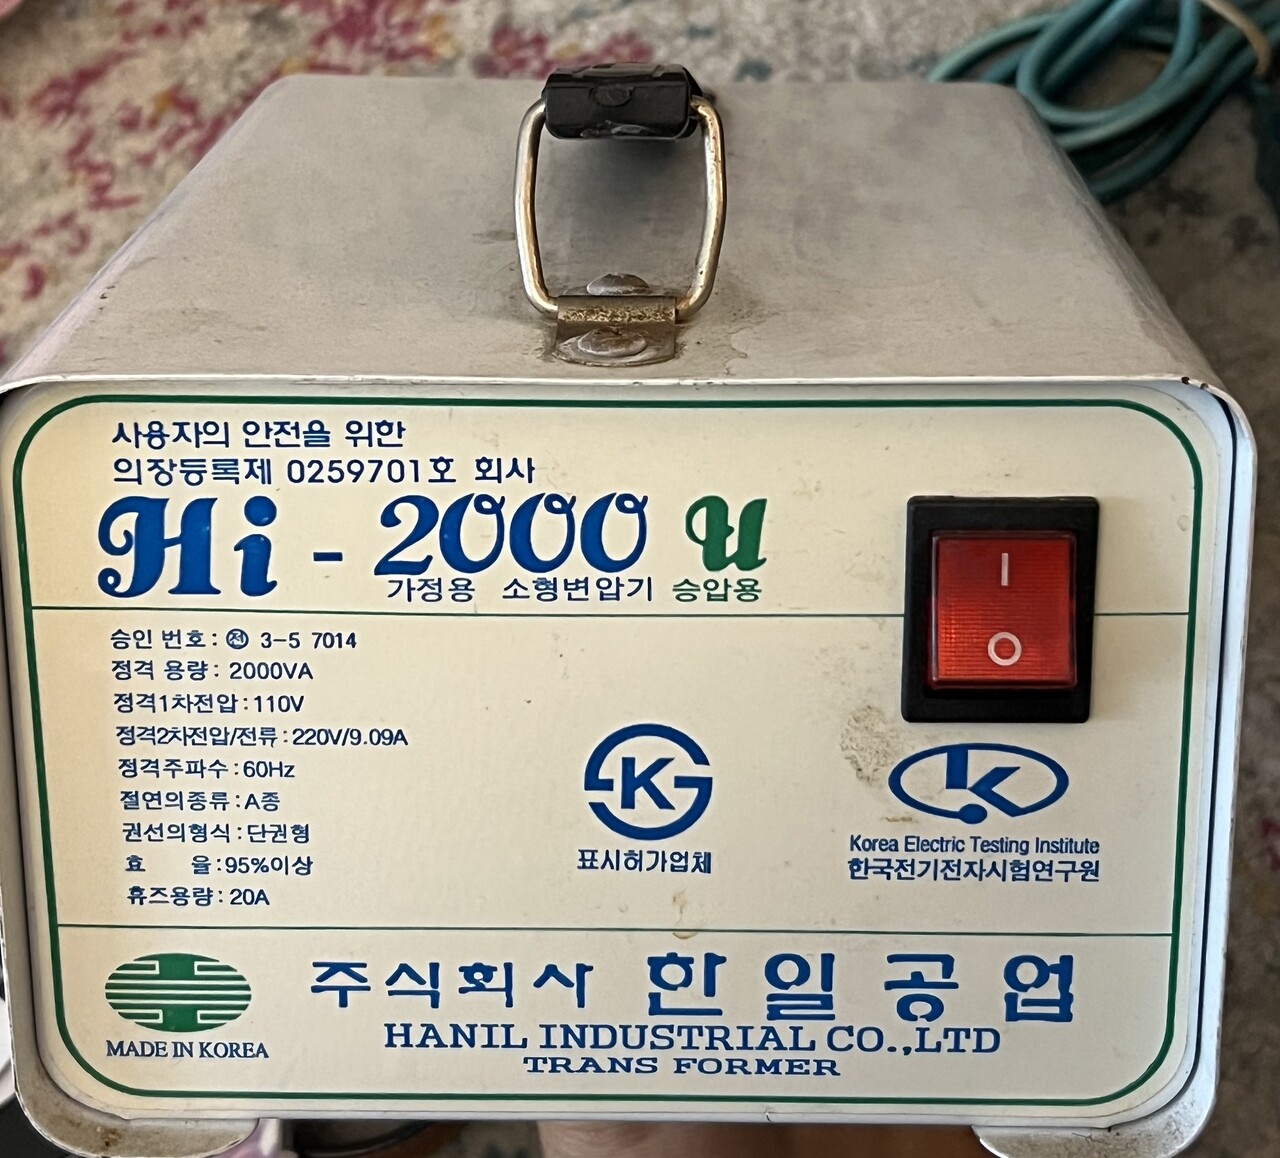 사용자의 안전을 위한
의장등록제 0259701호 회사
Hi - 2000 u
가정용 소형변압기 승압용
승인 번호 : 전 3-5 7014
정격 용량 : 2000VA
정격1차전압 : 110V
정격2차전압/전류 : 220V/9.09A
정격주파수 : 60Hz
절연의종류 : A종
권선의형식 : 단권형
효 율 : 95%이상
휴즈용량 : 20A
K
표시허가업체
K
Korea Electric Testing Institute
한국전기전자시험연구원
MADE IN KOREA
주식회사 한일공업
HANIL INDUSTRIAL CO.,LTD
TRANS FORMER